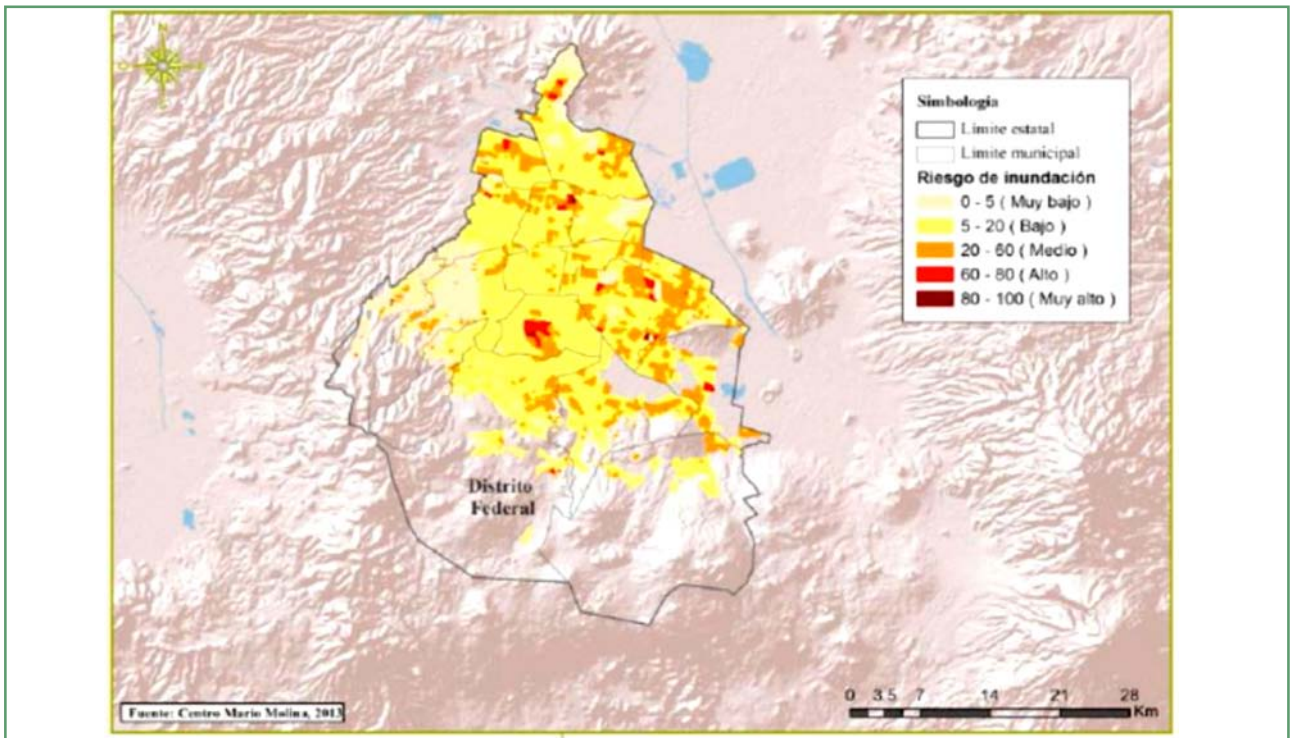 N
Simbología
Límite estatal
Límite municipal
Riesgo de inundación
0 - 5 ( Muy bajo )
5 - 20 ( Bajo )
20 - 60 ( Medio )
60 - 80 ( Alto )
80 - 100 ( Muy alto )
Distrito
Federal
Fuente: Centro Mario Molina, 2013
0 3.5 7 14 21 28
Km